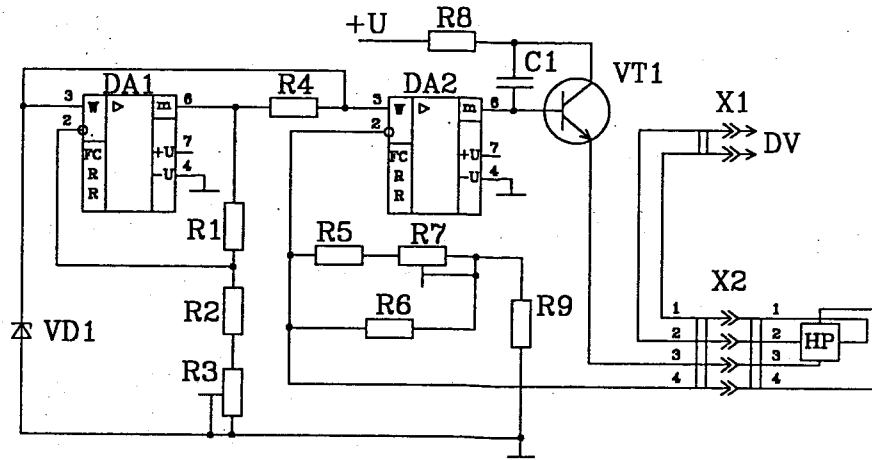 +U
R8
C1
VT1
DA1
R4
DA2
X1
3
W
m
6
2
FC
R
R
+U
7
-U
4
3
W
m
6
2
FC
R
R
+U
7
-U
4
DV
R1
R5
R7
R2
R6
R9
X2
VD1
R3
1
2
3
4
1
2
3
4
HP